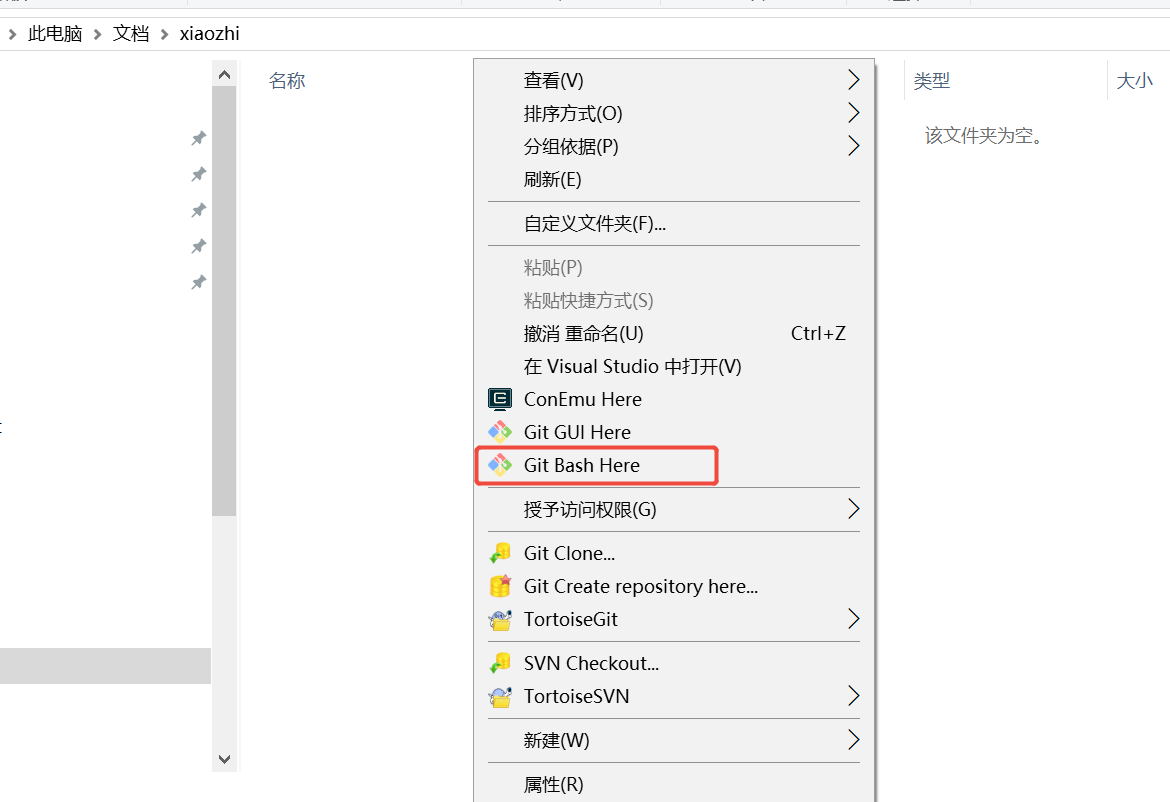 此电脑 文档 xiaozhi
名称 类型 大小
该文件夹为空。
查看(V)
排序方式(O)
分组依据(P)
刷新(E)
自定义文件夹(F)...
粘贴(P)
粘贴快捷方式(S)
撤消 重命名(U) Ctrl+Z
在 Visual Studio 中打开(V)
ConEmu Here
Git GUI Here
Git Bash Here
授予访问权限(G)
Git Clone...
Git Create repository here...
TortoiseGit
SVN Checkout...
TortoiseSVN
新建(W)
属性(R)